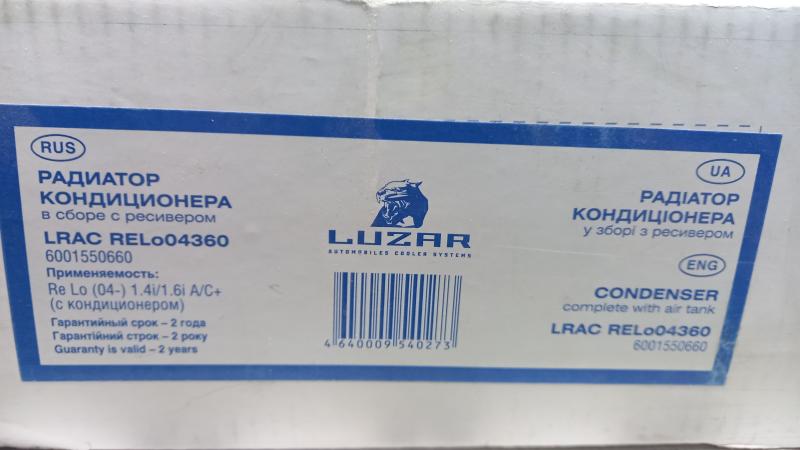 RUS
РАДИАТОР
КОНДИЦИОНЕРА
в сборе с ресивером
LRAC RELo04360
6001550660
Применяемость:
Re Lo (04-) 1.4i/1.6i A/C+
(с кондиционером)
Гарантийный срок – 2 года
Гарантійний строк – 2 року
Guaranty is valid – 2 years
LUZAR
AUTOMOBILES COOLER SYSTEMS
4 640009 540273
UA
РАДІАТОР
КОНДИЦІОНЕРА
у зборі з ресивером
ENG
CONDENSER
complete with air tank
LRAC RELo04360
6001550660